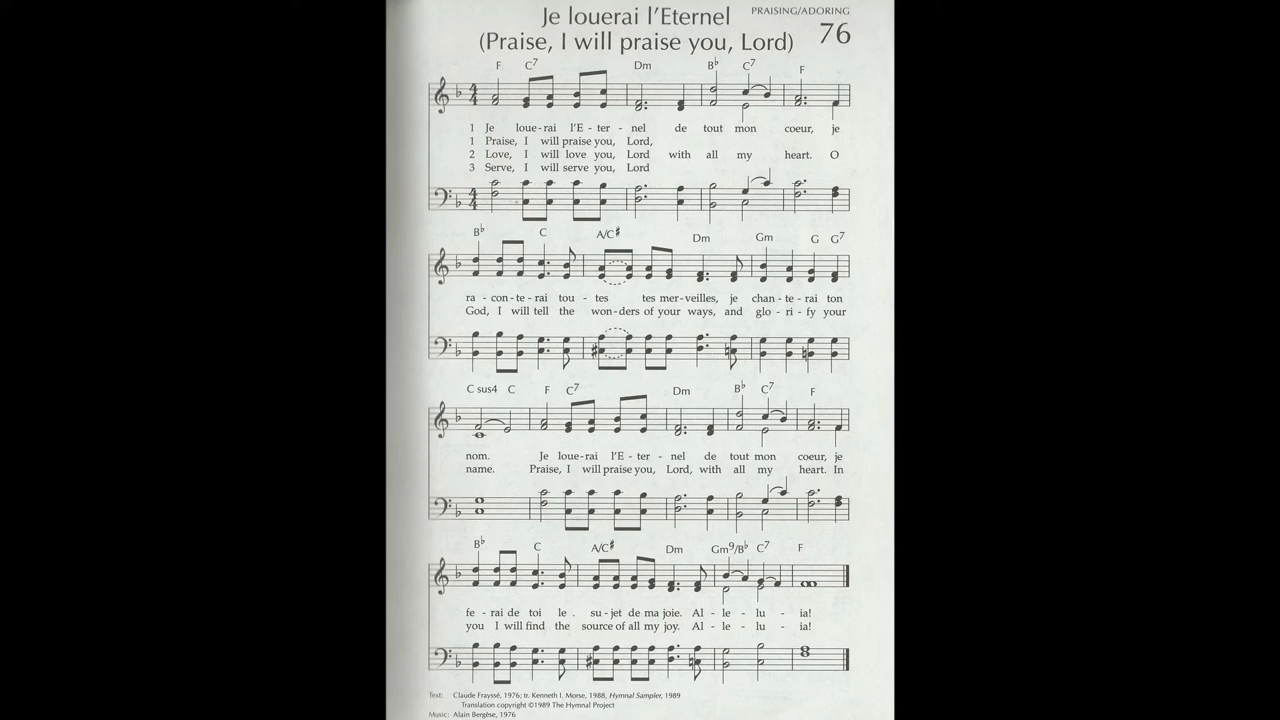 Je louerai l'Eternel
PRAISING/ADORING
(Praise, I will praise you, Lord)
76
F C7 Dm B♭ C7 F
1 Je loue-rai l'E - ter - nel de tout mon coeur, je
1 Praise, I will praise you, Lord,
2 Love, I will love you, Lord with all my heart. O
3 Serve, I will serve you, Lord
B♭ C A/C♯ Dm Gm G G7
ra - con - te - rai tou - tes tes mer-veilles, je chan - te - rai ton
God, I will tell the won-ders of your ways, and glo - ri - fy your
C sus4 C F C7 Dm B♭ C7 F
nom. Je loue-rai l'E - ter - nel de tout mon coeur, je
name. Praise, I will praise you, Lord, with all my heart. In
B♭ C A/C♯ Dm Gm9/B♭ C7 F
fe - rai de toi le su - jet de ma joie. Al - le - lu - ia!
you I will find the source of all my joy. Al - le - lu - ia!
Text: Claude Frayssé, 1976; tr. Kenneth I. Morse, 1988, Hymnal Sampler, 1989
Translation copyright ©1989 The Hymnal Project
Music: Alain Bergèse, 1976